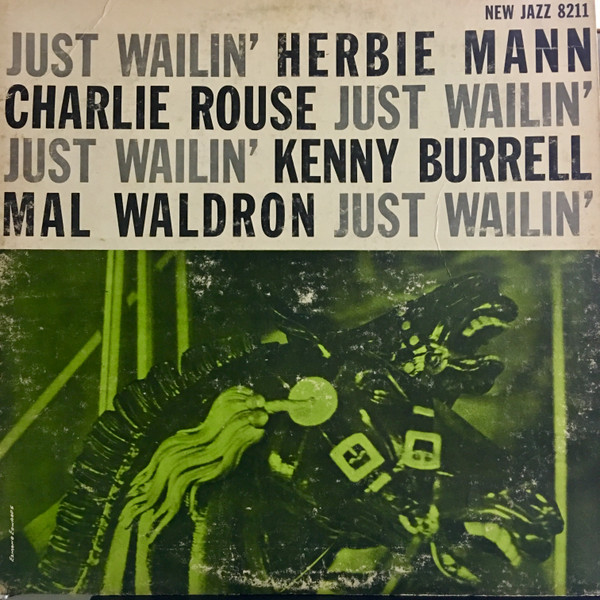 NEW JAZZ 8211
JUST WAILIN' HERBIE MANN
CHARLIE ROUSE JUST WAILIN'
JUST WAILIN' KENNY BURRELL
MAL WALDRON JUST WAILIN'